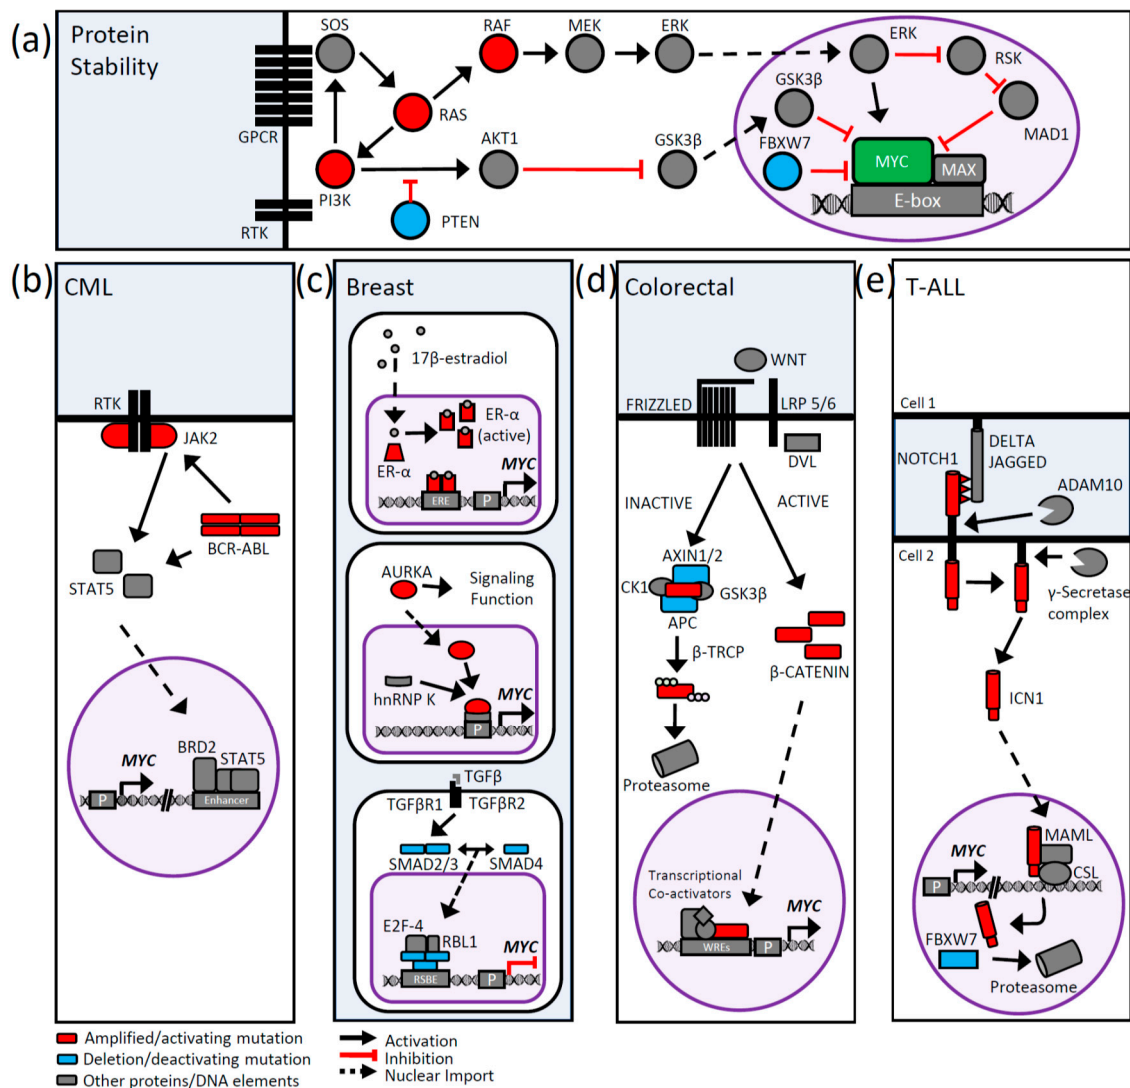 (a)
Protein
Stability
GPCR
RTK
SOS
RAS
PI3K
RAF
MEK
ERK
AKT1
PTEN
GSK3β
ERK
RSK
GSK3β
MAD1
FBXW7
MYC
MAX
E-box
(b)
CML
RTK
JAK2
BCR-ABL
STAT5
BRD2
STAT5
MYC
P
Enhancer
(c)
Breast
17β-estradiol
ER-α
(active)
ER-α
MYC
ERE
P
AURKA
Signaling
Function
hnRNP K
MYC
P
TGFβ
TGFβR1
TGFβR2
SMAD2/3
SMAD4
E2F-4
RBL1
MYC
RSBE
P
(d)
Colorectal
WNT
FRIZZLED
LRP 5/6
DVL
INACTIVE
ACTIVE
AXIN1/2
CK1
GSK3β
APC
β-TRCP
β-CATENIN
Proteasome
Transcriptional
Co-activators
MYC
WREs
P
(e)
T-ALL
Cell 1
DELTA
JAGGED
NOTCH1
ADAM10
Cell 2
γ-Secretase
complex
ICN1
MAML
MYC
CSL
P
FBXW7
Proteasome
Amplified/activating mutation
Deletion/deactivating mutation
Other proteins/DNA elements
Activation
Inhibition
Nuclear Import